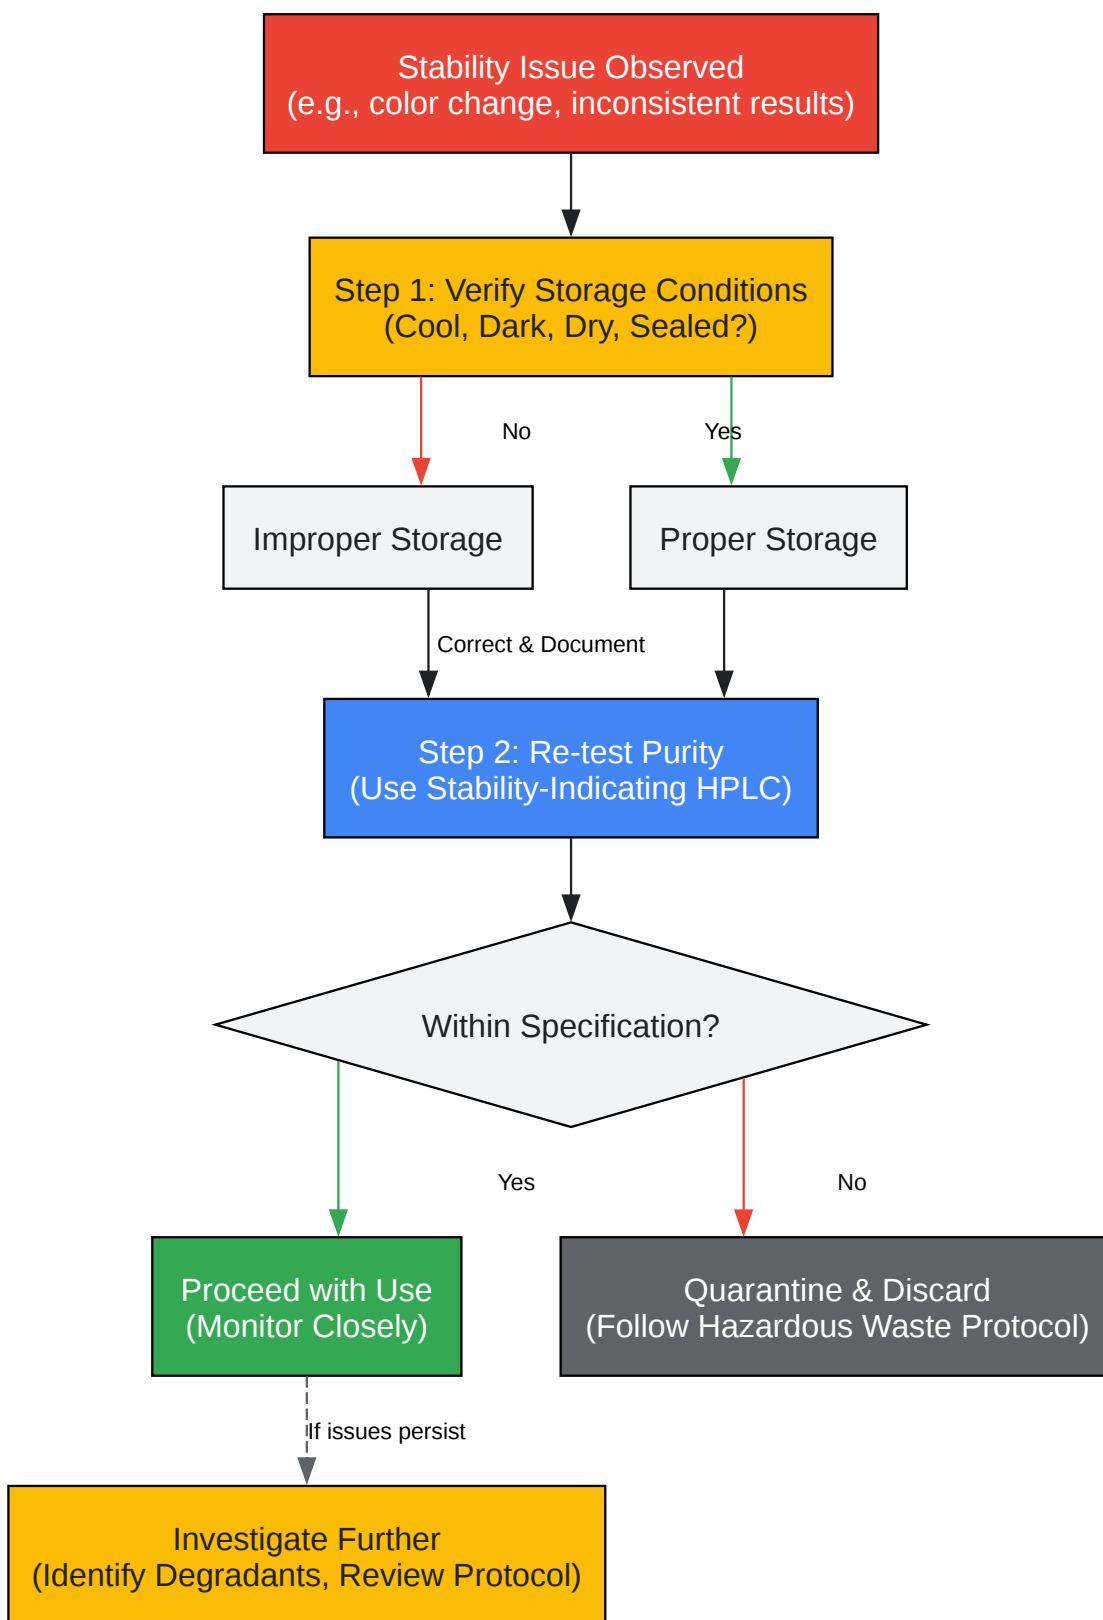 Stability Issue Observed
(e.g., color change, inconsistent results)
Step 1: Verify Storage Conditions
(Cool, Dark, Dry, Sealed?)
No
Yes
Improper Storage
Proper Storage
Correct & Document
Step 2: Re-test Purity
(Use Stability-Indicating HPLC)
Within Specification?
Yes
No
Proceed with Use
(Monitor Closely)
Quarantine & Discard
(Follow Hazardous Waste Protocol)
If issues persist
Investigate Further
(Identify Degradants, Review Protocol)